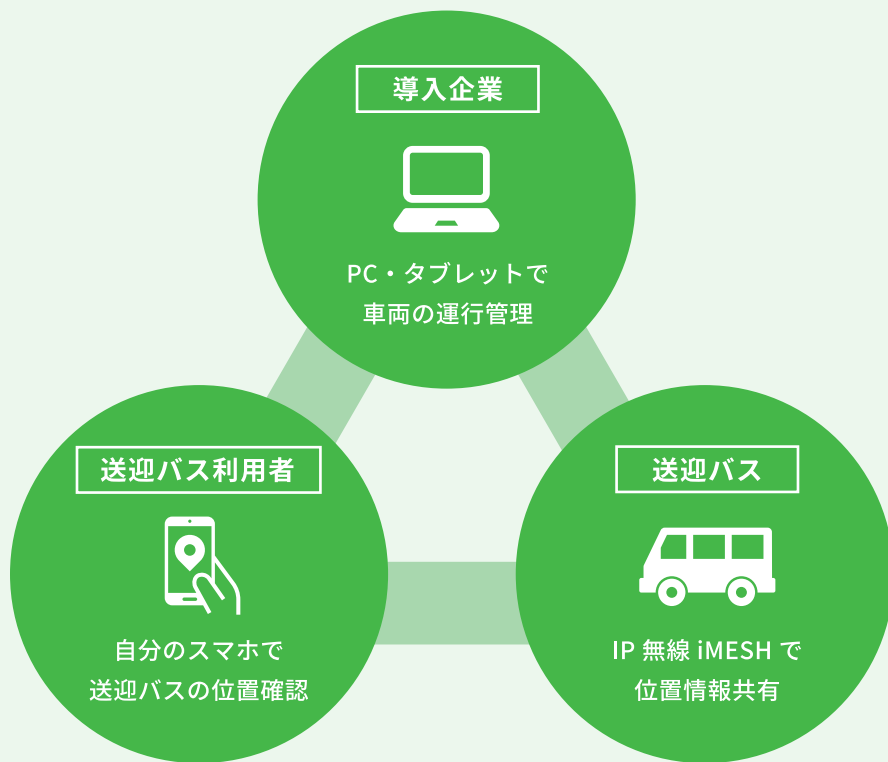 導入企業
PC・タブレットで
車両の運行管理
送迎バス利用者
自分のスマホで
送迎バスの位置確認
送迎バス
IP 無線 iMESH で
位置情報共有